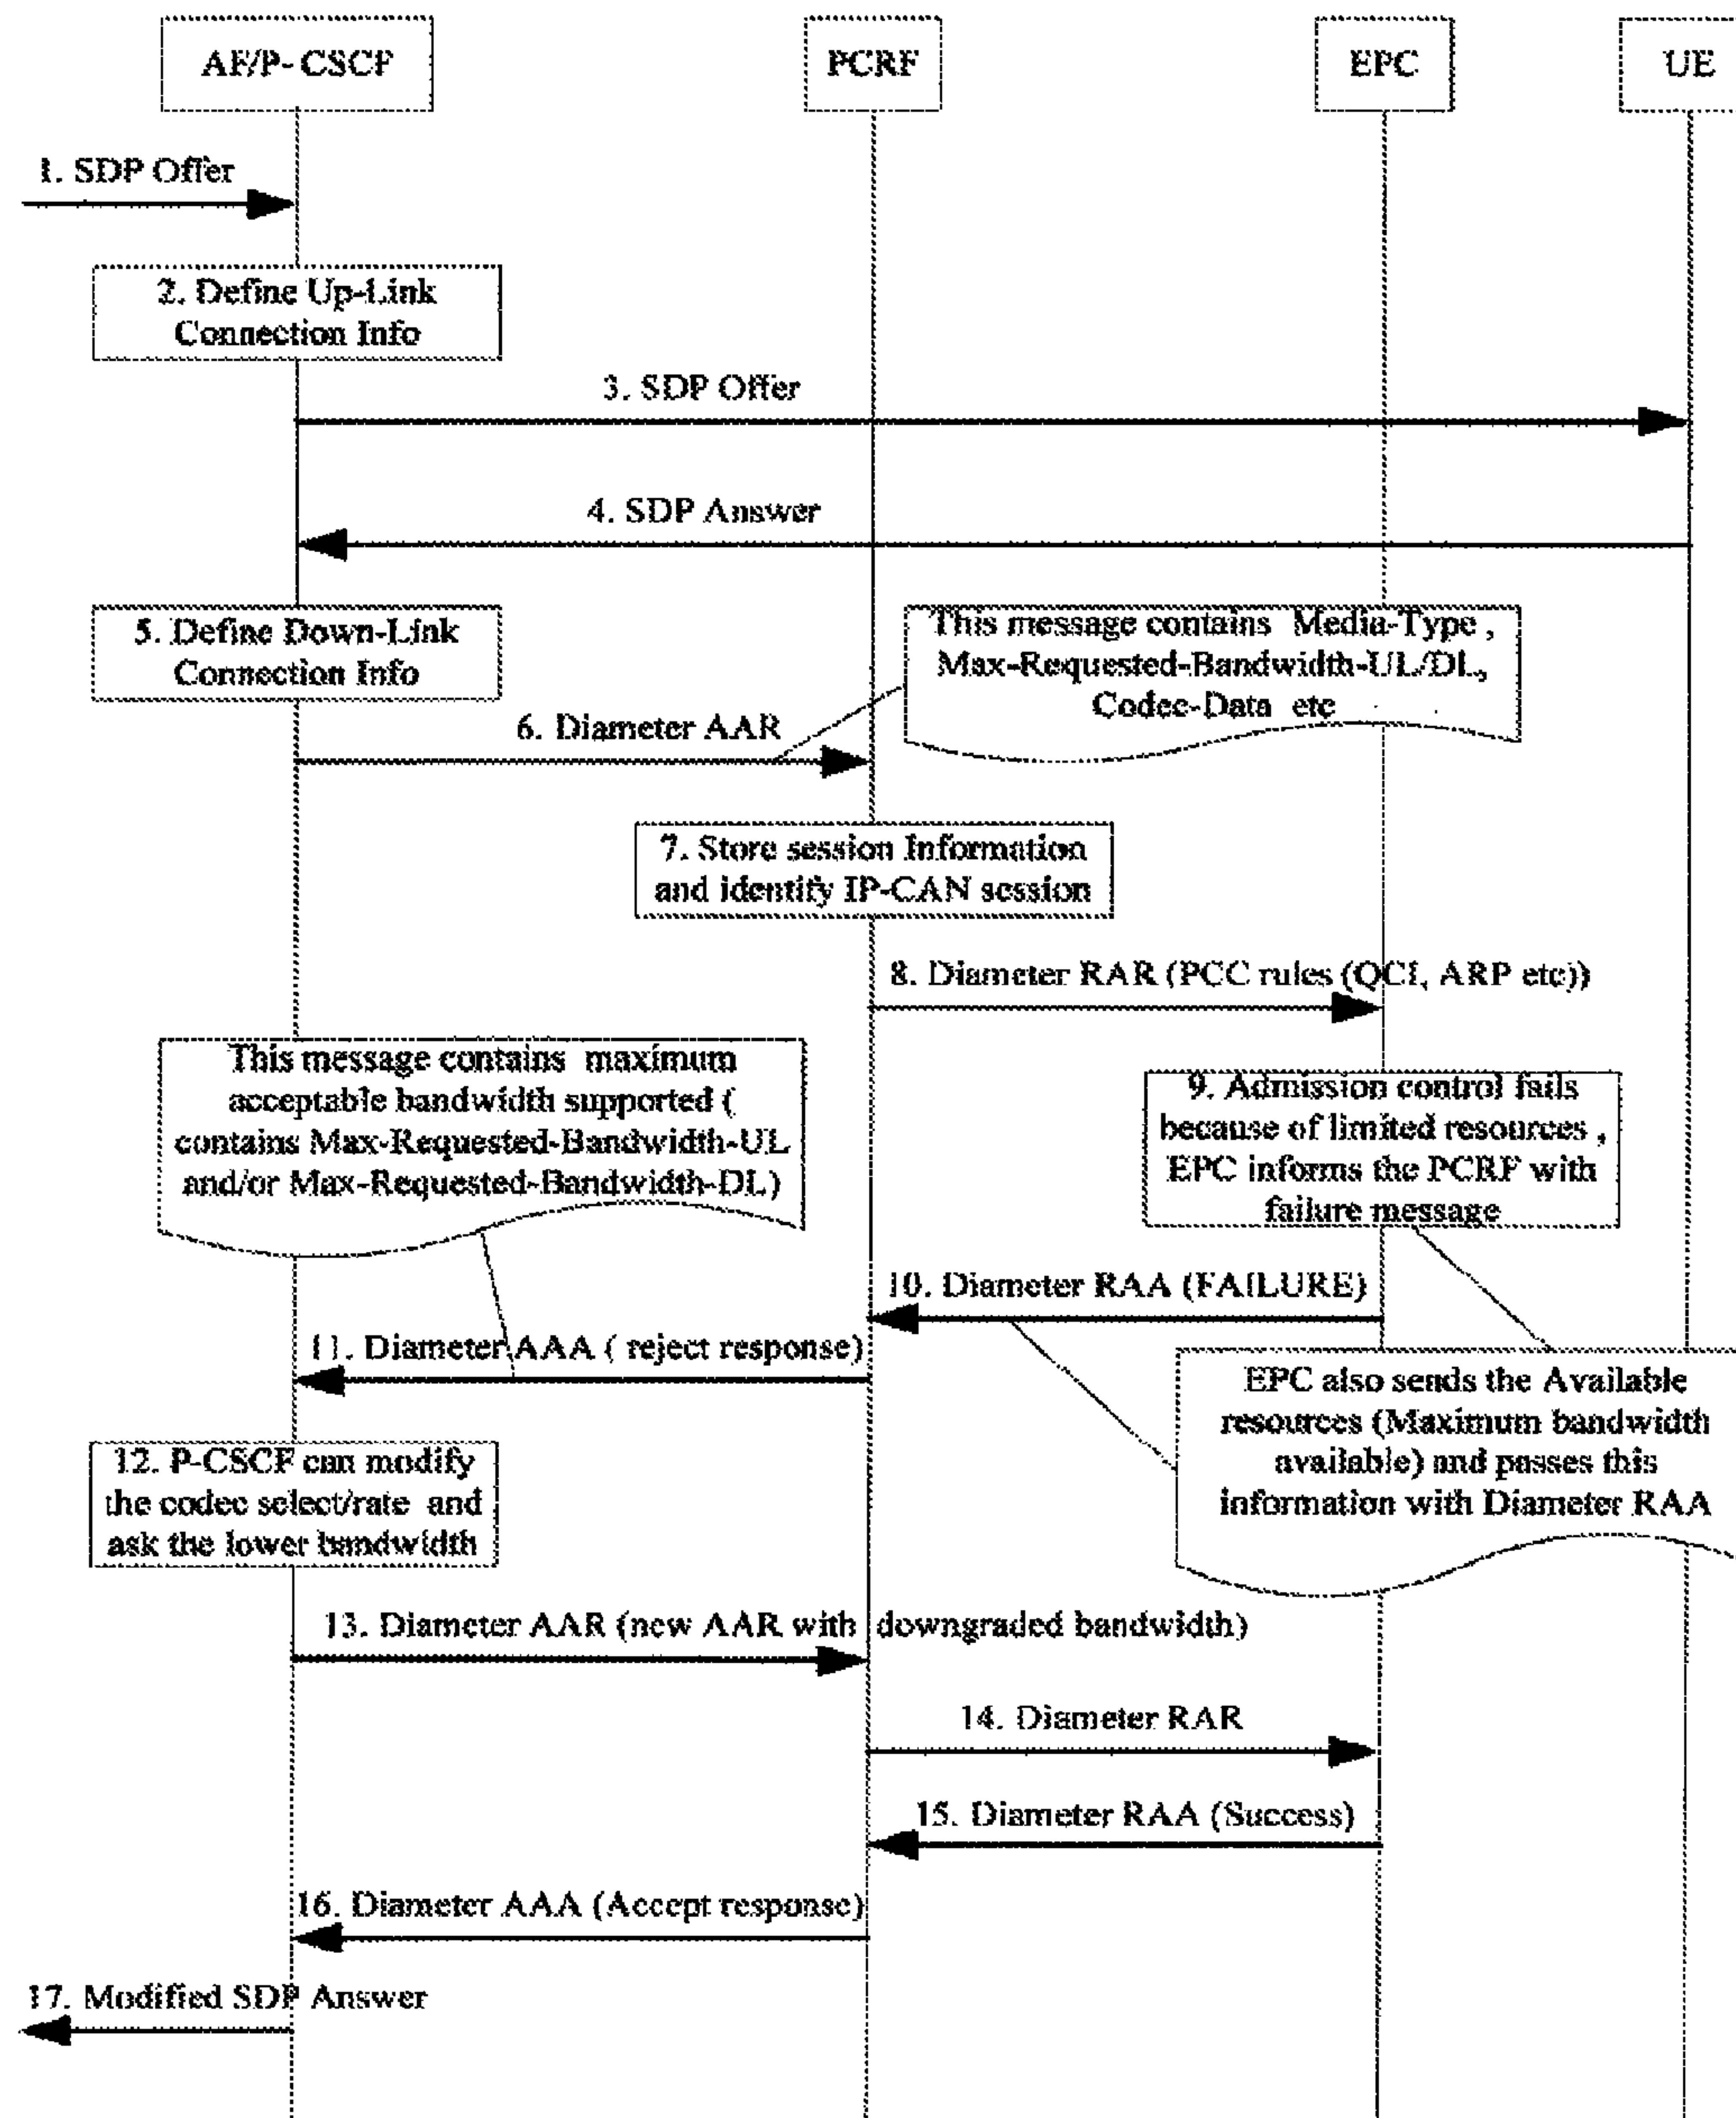 AF/P-CSCF
PCRF
EPC
UE
1. SDP Offer
2. Define Up-Link
Connection Info
3. SDP Offer
4. SDP Answer
5. Define Down-Link
Connection Info
This message contains Media-Type,
Max-Requested-Bandwidth-UL/DL,
Codec-Data etc
6. Diameter AAR
7. Store session Information
and identify IP-CAN session
8. Diameter RAR (PCC rules (QCI, ARP etc))
This message contains maximum
acceptable bandwidth supported (
contains Max-Requested-Bandwidth-UL
and/or Max-Requested-Bandwidth-DL)
9. Admission control fails
because of limited resources ,
EPC informs the PCRF with
failure message
10. Diameter RAA (FAILURE)
11. Diameter AAA ( reject response)
EPC also sends the Available
resources (Maximum bandwidth
available) and passes this
information with Diameter RAA
12. P-CSCF can modify
the codec select/rate and
ask the lower bandwidth
13. Diameter AAR (new AAR with downgraded bandwidth)
14. Diameter RAR
15. Diameter RAA (Success)
16. Diameter AAA (Accept response)
17. Modified SDP Answer